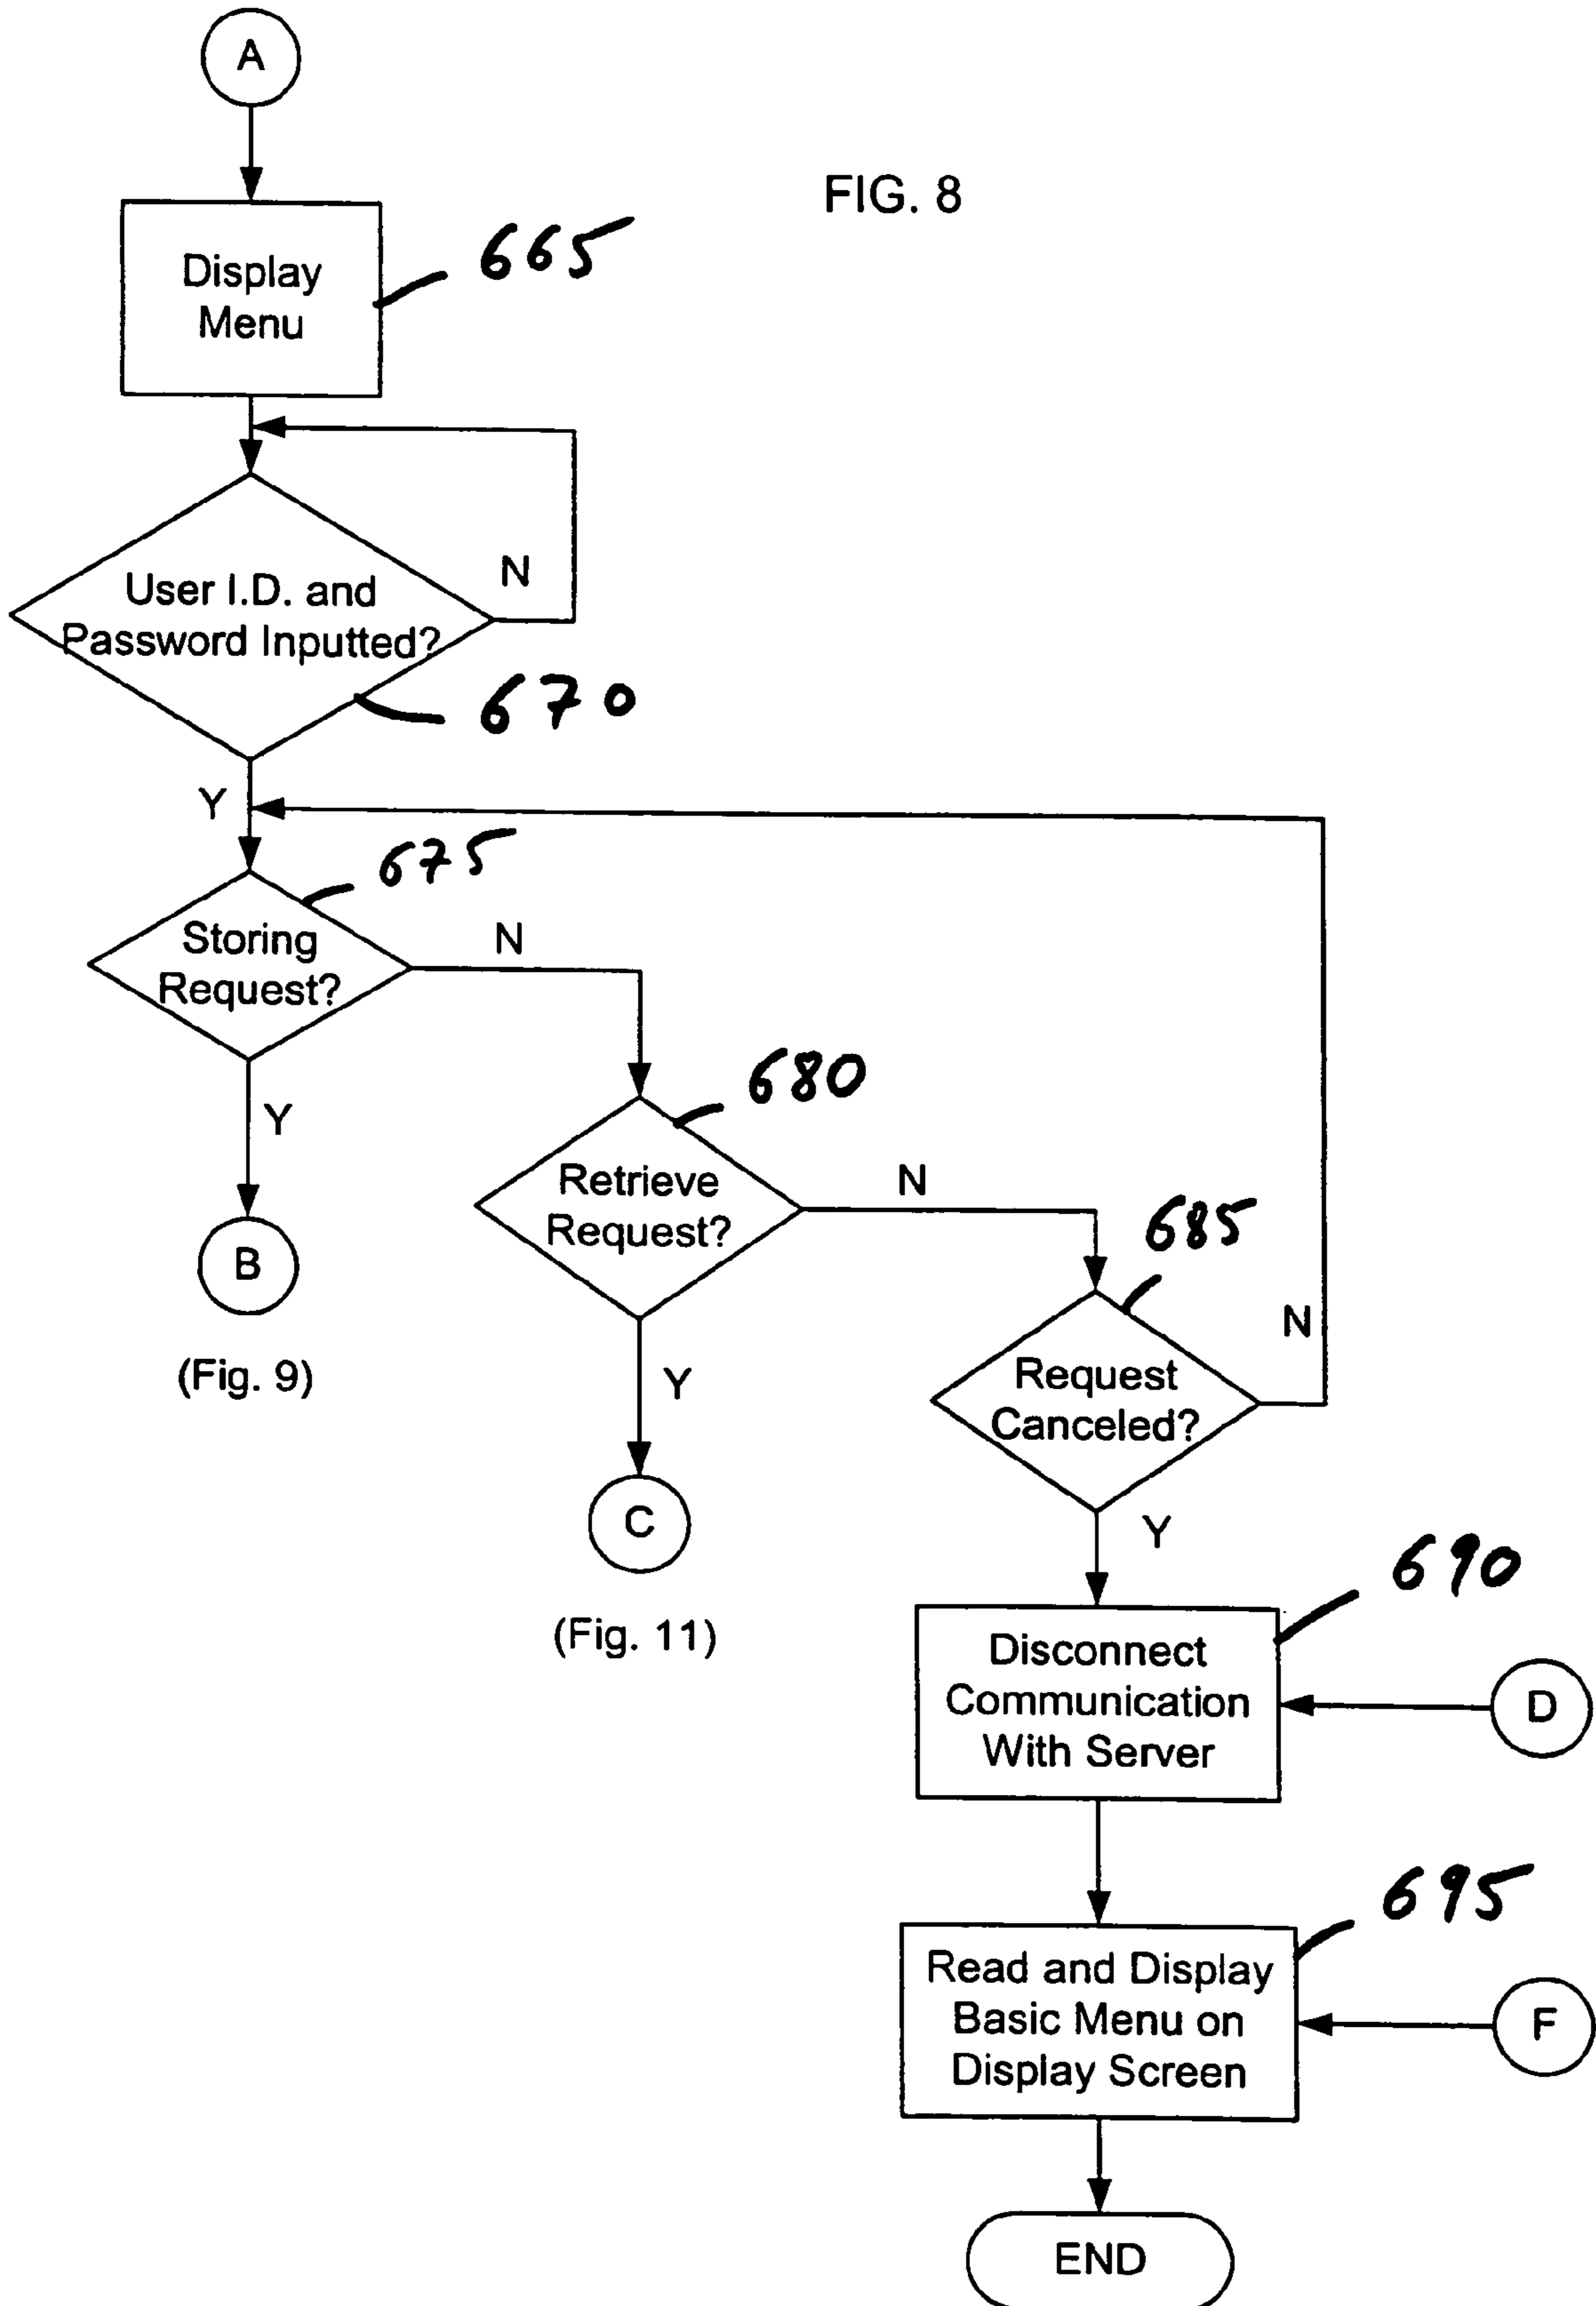 A
FIG. 8
Display
Menu
665
N
User I.D. and
Password Inputted?
670
Y
675
Storing
Request?
N
680
Y
Retrieve
Request?
N
685
B
(Fig. 9)
Y
Request
Canceled?
N
C
(Fig. 11)
Y
690
Disconnect
Communication
With Server
D
695
Read and Display
Basic Menu on
Display Screen
F
END